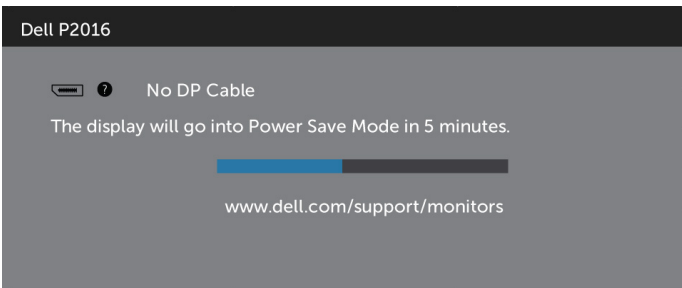 Dell P2016
? No DP Cable
The display will go into Power Save Mode in 5 minutes.
www.dell.com/support/monitors